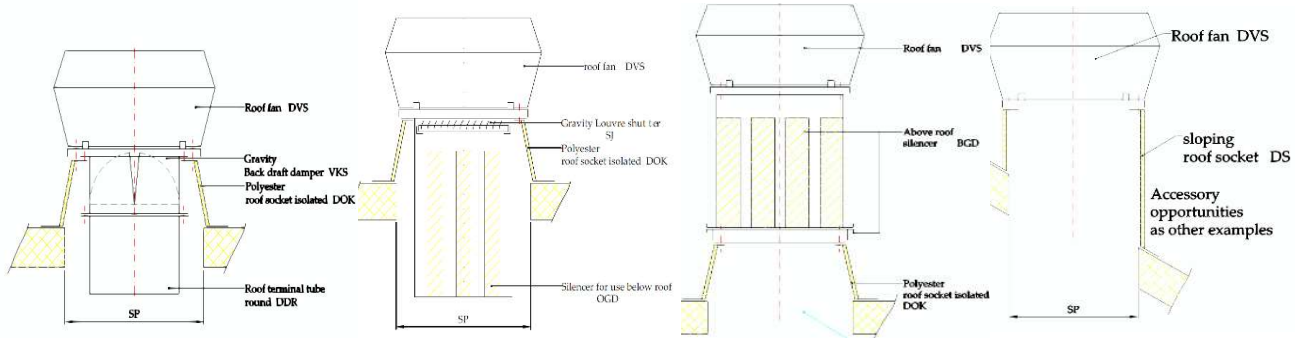 Roof fan DVS
Gravity
Back draft damper VKS
Polyester
roof socket isolated DOK
Roof terminal tube
round DDR
SP
roof fan DVS
Gravity Louvre shutter
SJ
Polyester
roof socket isolated DOK
Silencer for use below roof
OGD
SP
Roof fan DVS
Above roof
silencer BGD
Polyester
roof socket isolated
DOK
Roof fan DVS
sloping
roof socket DS
Accessory
opportunities
as other examples
SP